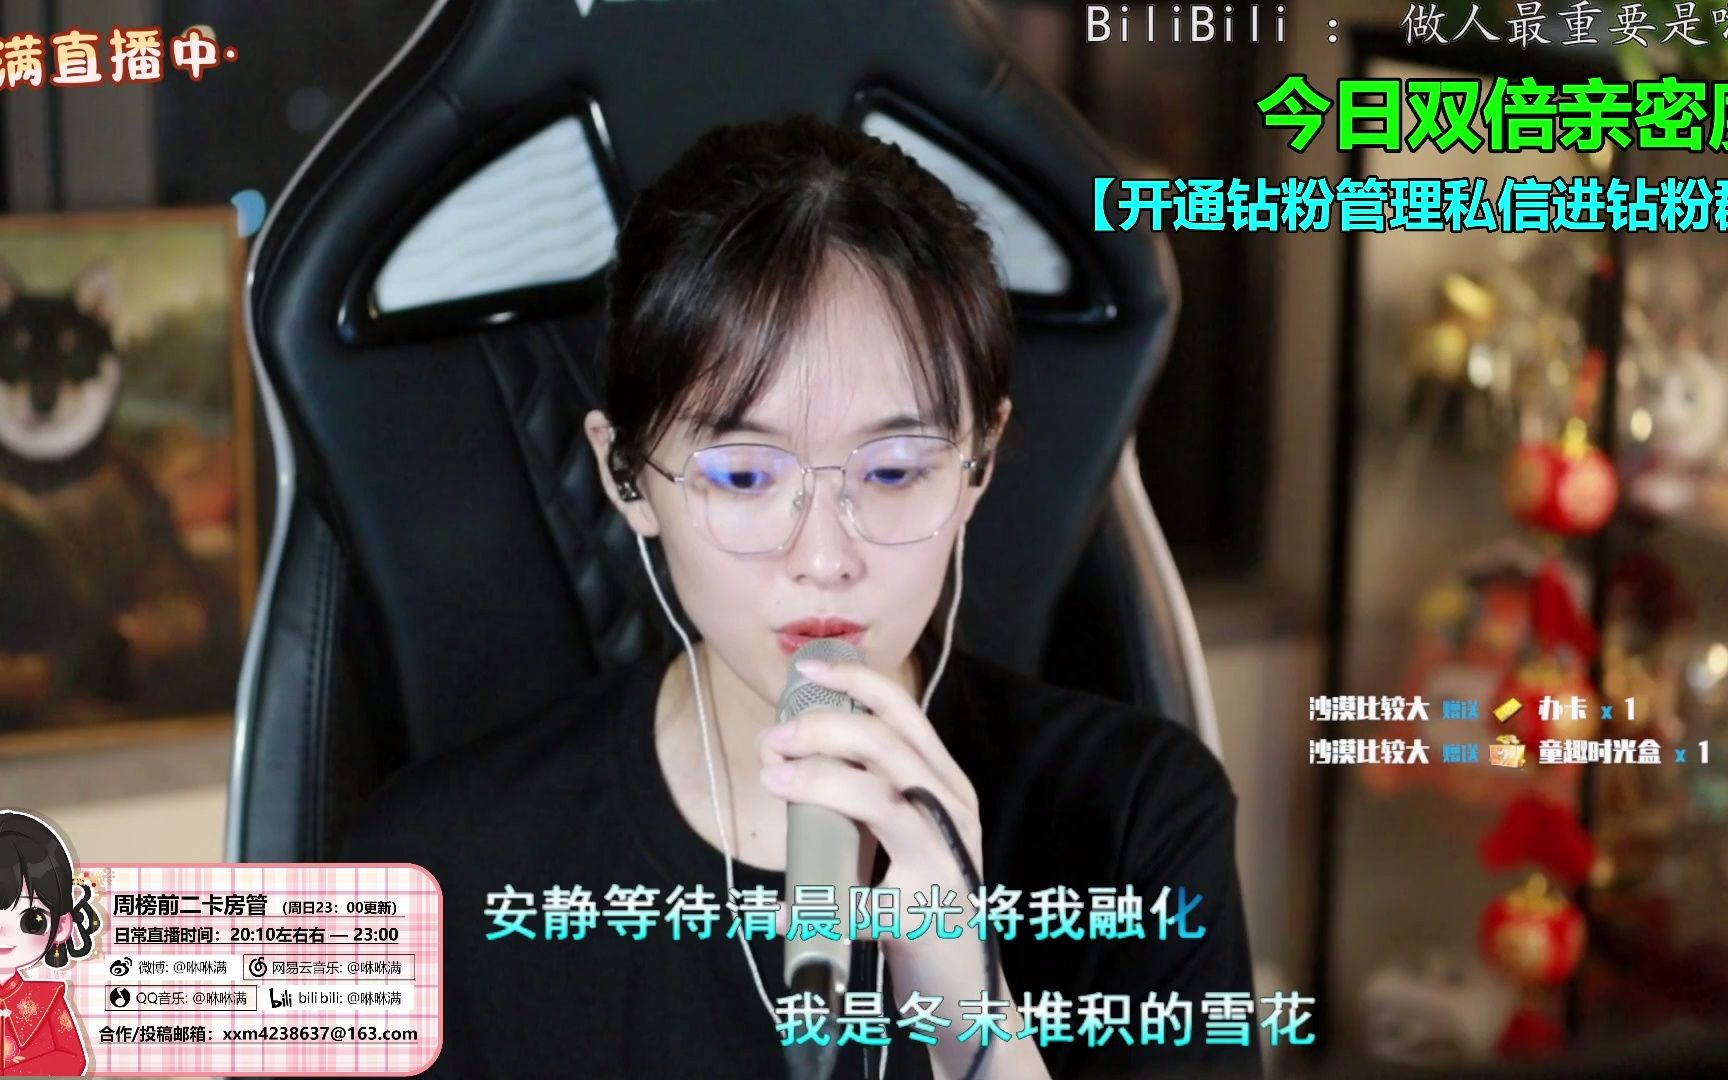 满直播中·
BiliBili ： 做人最重要是
今日双倍亲密
【开通钻粉管理私信进钻粉
沙漠比较大 赠送 办卡 x 1
沙漠比较大 赠送 童趣时光盒 x 1
周榜前二卡房管 (周日23：00更新)
日常直播时间：20:10左右右 — 23:00
微博: @咻咻满 网易云音乐: @咻咻满
QQ音乐: @咻咻满 bilibili: @咻咻满
合作/投稿邮箱：xxm4238637@163.com
安静等待清晨阳光将我融化
我是冬末堆积的雪花